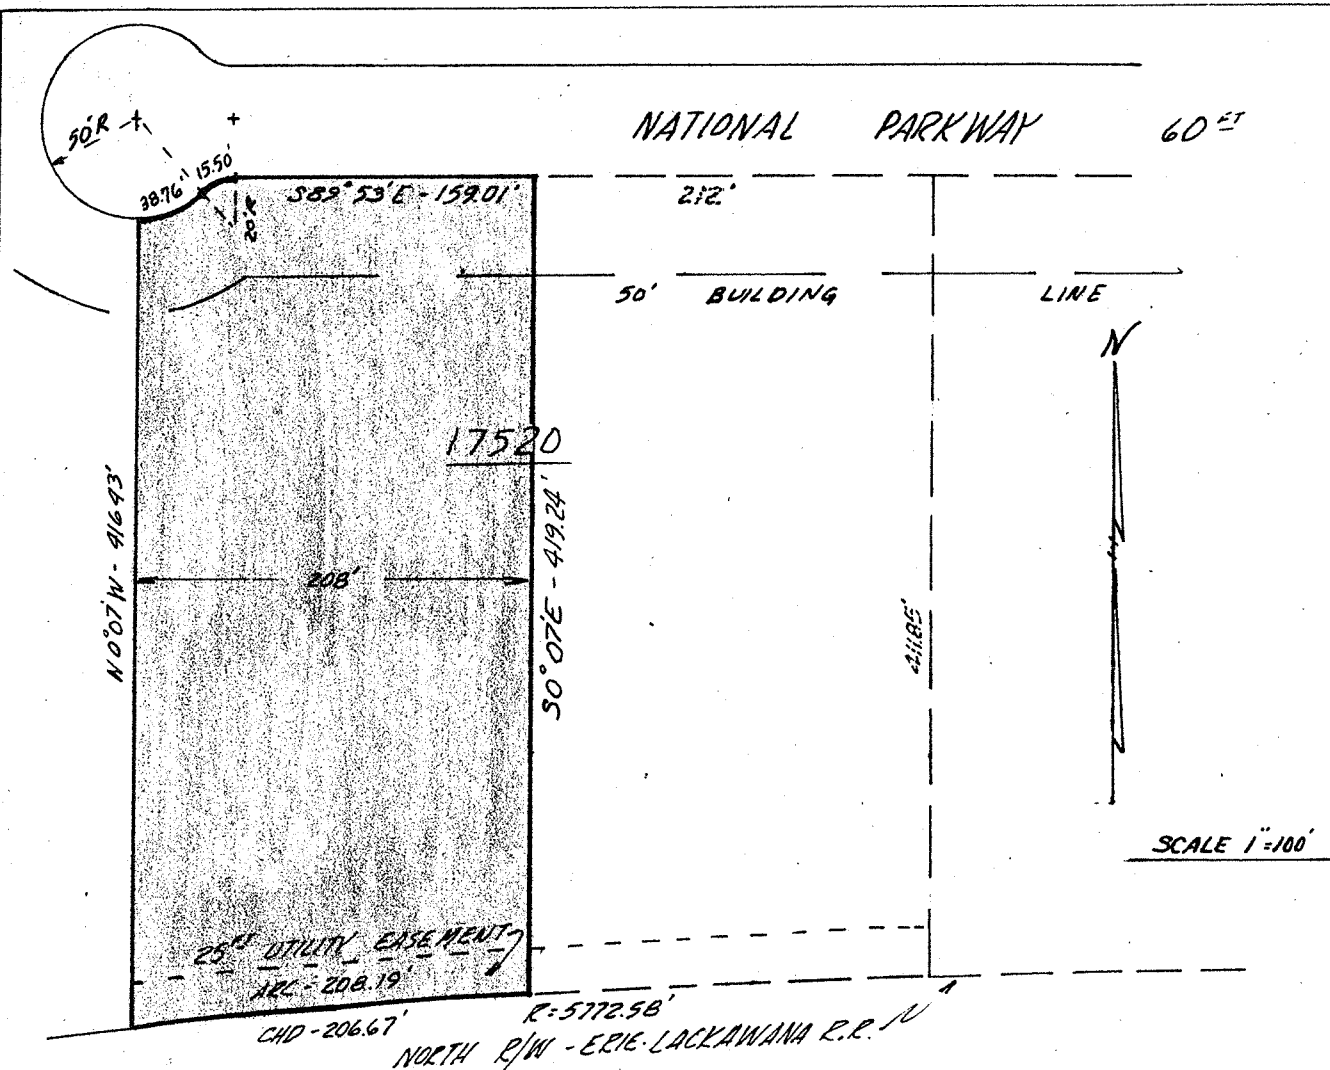 NATIONAL PARKWAY 60 FT
50' R
38.76'
15.50'
20' R
S89°53'E - 159.01'
212'
50' BUILDING LINE
N
17520
N0°07'W - 416.43'
208'
S0°07'E - 419.24'
411.85'
SCALE 1"=100'
25 FT UTILITY EASEMENT
ARC - 208.19'
CHD - 206.67'
R=5772.58'
NORTH R/W - ERIE-LACKAWANA R.R.